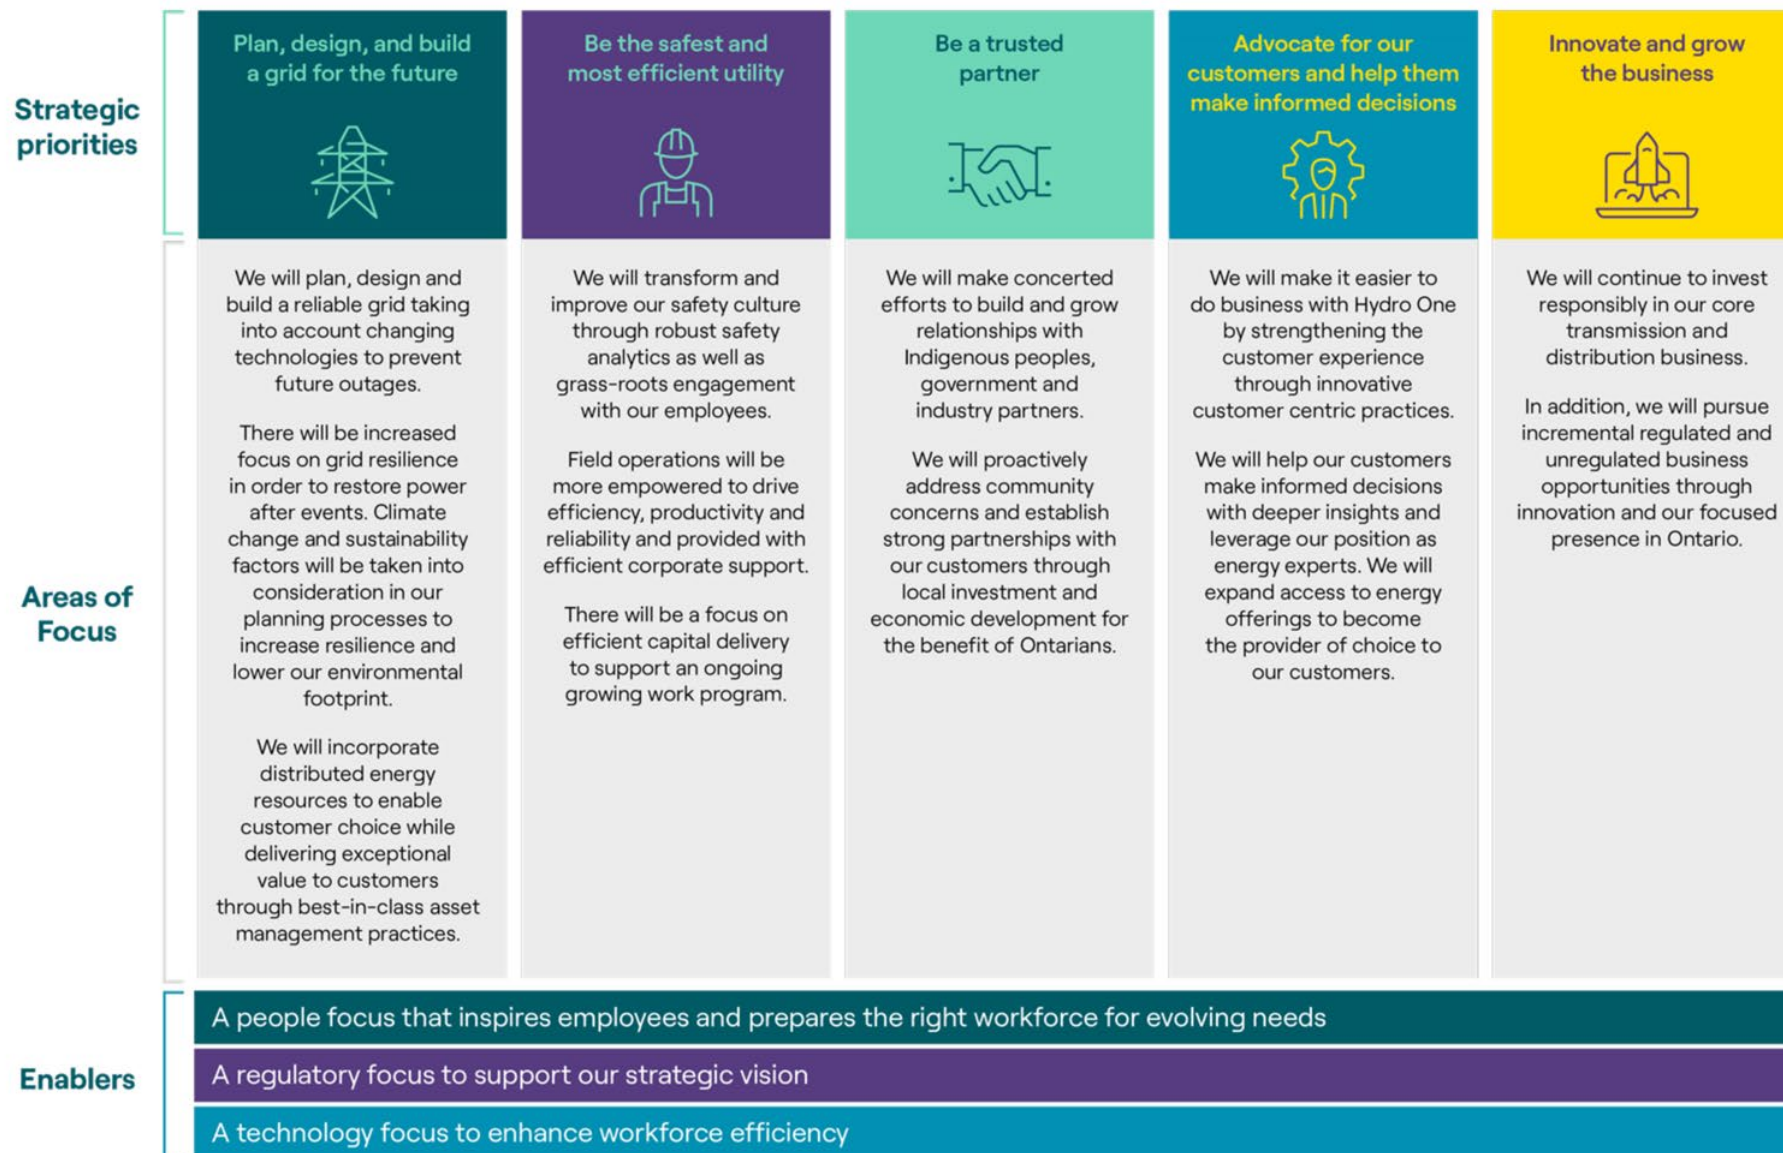 Strategic
priorities
Plan, design, and build
a grid for the future
Be the safest and
most efficient utility
Be a trusted
partner
Advocate for our
customers and help them
make informed decisions
Innovate and grow
the business
Areas of
Focus
We will plan, design and
build a reliable grid taking
into account changing
technologies to prevent
future outages.
There will be increased
focus on grid resilience
in order to restore power
after events. Climate
change and sustainability
factors will be taken into
consideration in our
planning processes to
increase resilience and
lower our environmental
footprint.
We will incorporate
distributed energy
resources to enable
customer choice while
delivering exceptional
value to customers
through best-in-class asset
management practices.
We will transform and
improve our safety culture
through robust safety
analytics as well as
grass-roots engagement
with our employees.
Field operations will be
more empowered to drive
efficiency, productivity and
reliability and provided with
efficient corporate support.
There will be a focus on
efficient capital delivery
to support an ongoing
growing work program.
We will make concerted
efforts to build and grow
relationships with
Indigenous peoples,
government and
industry partners.
We will proactively
address community
concerns and establish
strong partnerships with
our customers through
local investment and
economic development for
the benefit of Ontarians.
We will make it easier to
do business with Hydro One
by strengthening the
customer experience
through innovative
customer centric practices.
We will help our customers
make informed decisions
with deeper insights and
leverage our position as
energy experts. We will
expand access to energy
offerings to become
the provider of choice to
our customers.
We will continue to invest
responsibly in our core
transmission and
distribution business.
In addition, we will pursue
incremental regulated and
unregulated business
opportunities through
innovation and our focused
presence in Ontario.
Enablers
A people focus that inspires employees and prepares the right workforce for evolving needs
A regulatory focus to support our strategic vision
A technology focus to enhance workforce efficiency